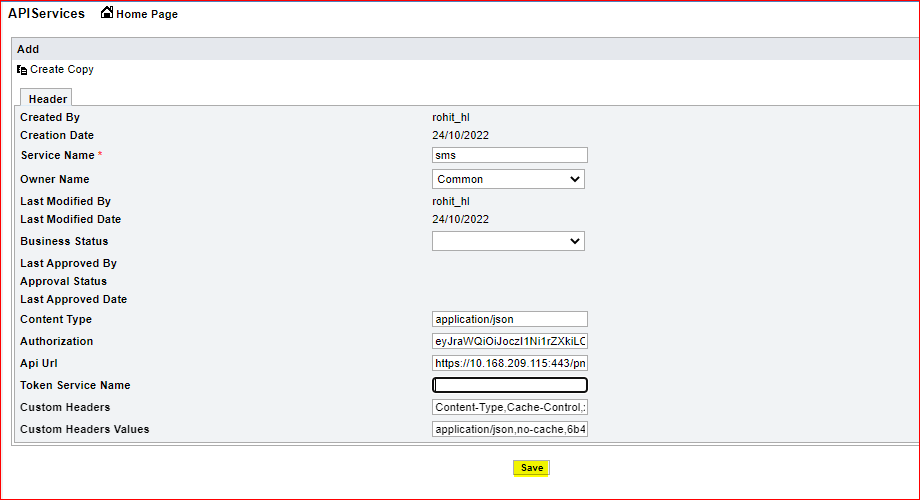 APIServices Home Page
Add
Create Copy
Header
Created By rohit_hl
Creation Date 24/10/2022
Service Name * sms
Owner Name Common
Last Modified By rohit_hl
Last Modified Date 24/10/2022
Business Status
Last Approved By
Approval Status
Last Approved Date
Content Type application/json
Authorization
Api Url https://10.168.209.115:443/pn
Token Service Name
Custom Headers Content-Type,Cache-Control,
Custom Headers Values application/json,no-cache,6b4
Save